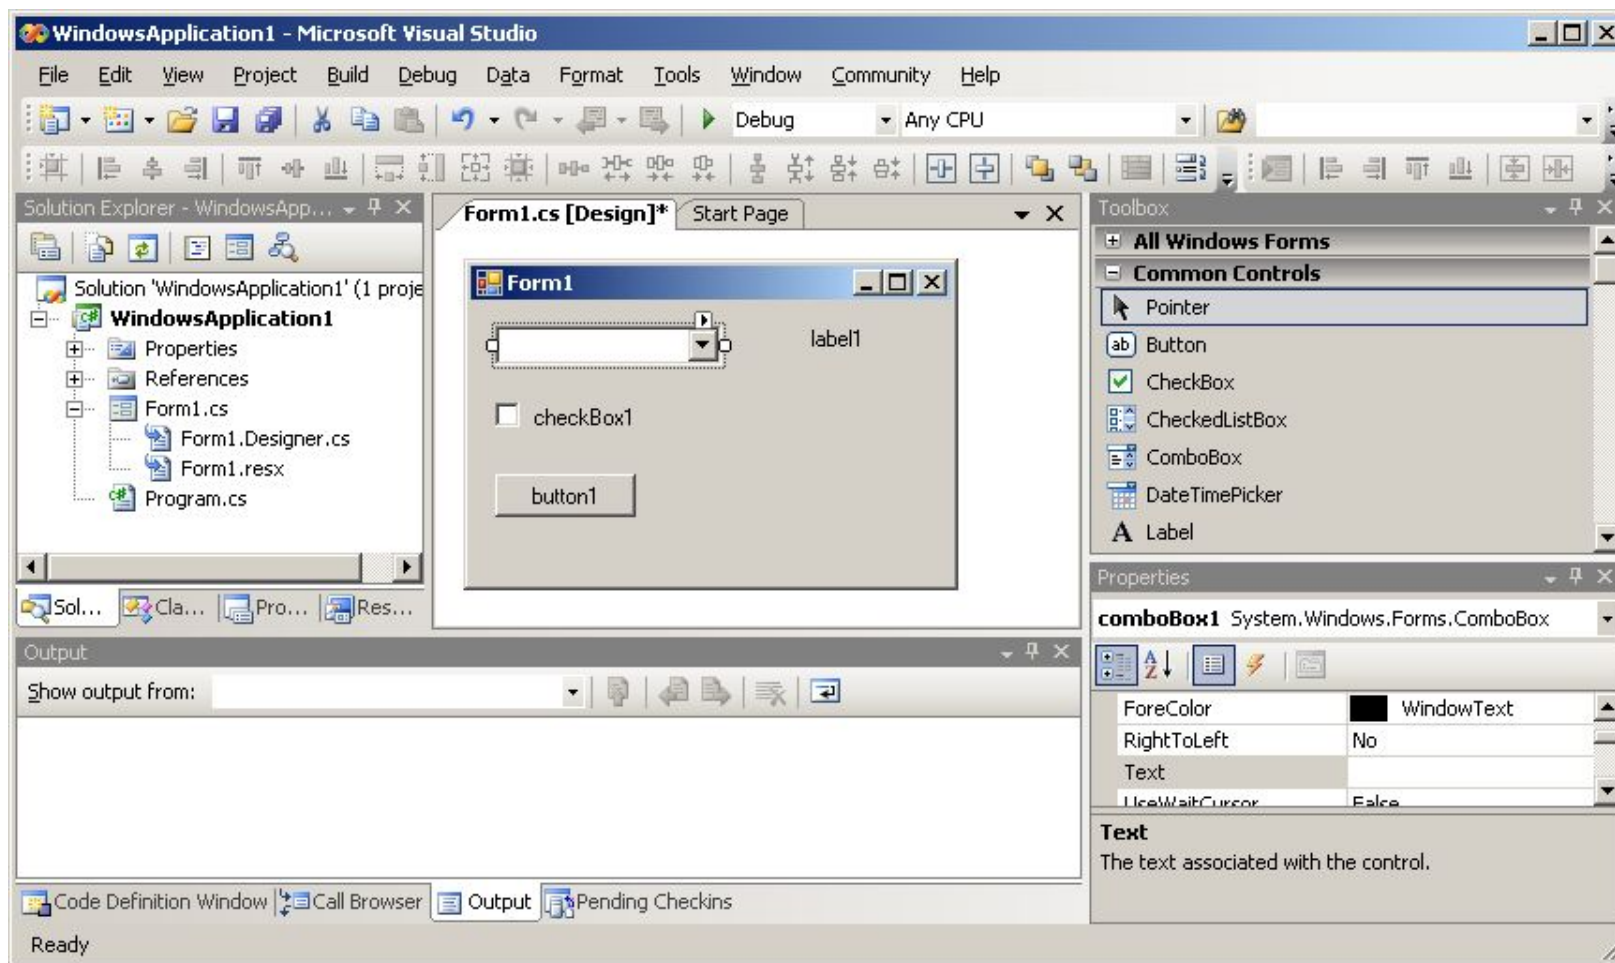 WindowsApplication1 - Microsoft Visual Studio
File Edit View Project Build Debug Data Format Tools Window Community Help
Debug Any CPU
Solution Explorer - WindowsApp...
Solution 'WindowsApplication1' (1 proje
WindowsApplication1
Properties
References
Form1.cs
Form1.Designer.cs
Form1.resx
Program.cs
Sol... Cla... Pro... Res...
Form1.cs [Design]* Start Page
Form1
label1
checkBox1
button1
Toolbox
All Windows Forms
Common Controls
Pointer
ab Button
CheckBox
CheckedListBox
ComboBox
DateTimePicker
A Label
Properties
comboBox1 System.Windows.Forms.ComboBox
ForeColor WindowText
RightToLeft No
Text
UseWaitCursor False
Text
The text associated with the control.
Output
Show output from:
Code Definition Window Call Browser Output Pending Checkins
Ready